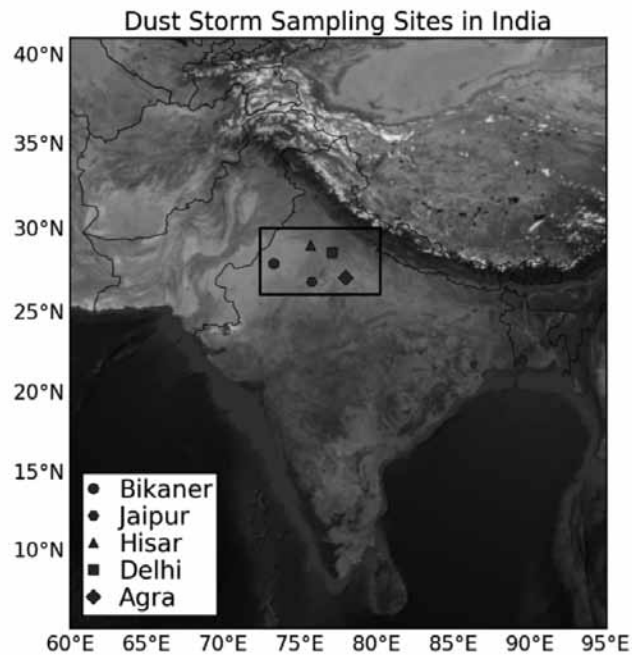 Dust Storm Sampling Sites in India
40°N
35°N
30°N
25°N
20°N
15°N
10°N
Bikaner
Jaipur
Hisar
Delhi
Agra
60°E 65°E 70°E 75°E 80°E 85°E 90°E 95°E